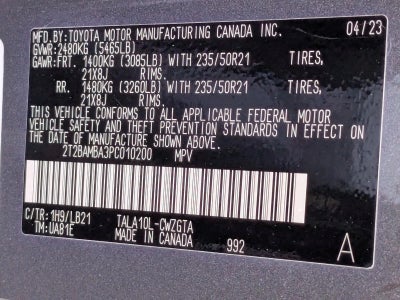 MFD.BY:TOYOTA MOTOR MANUFACTURING CANADA INC. 04/23
GVWR:2480KG (5465LB)
GAWR:FRT. 1400KG (3085LB) WITH 235/50R21 TIRES,
21X8J RIMS.
RR. 1480KG (3260LB) WITH 235/50R21 TIRES,
21X8J RIMS.
THIS VEHICLE CONFORMS TO ALL APPLICABLE FEDERAL MOTOR
VEHICLE SAFETY AND THEFT PREVENTION STANDARDS IN EFFECT ON
THE DATE OF MANUFACTURE SHOWN ABOVE.
2T2BAMBA3PC010200 MPV
C/TR:1H9/LB21 TALA10L-CWZGTA
TM:UAB1E MADE IN CANADA 992 A